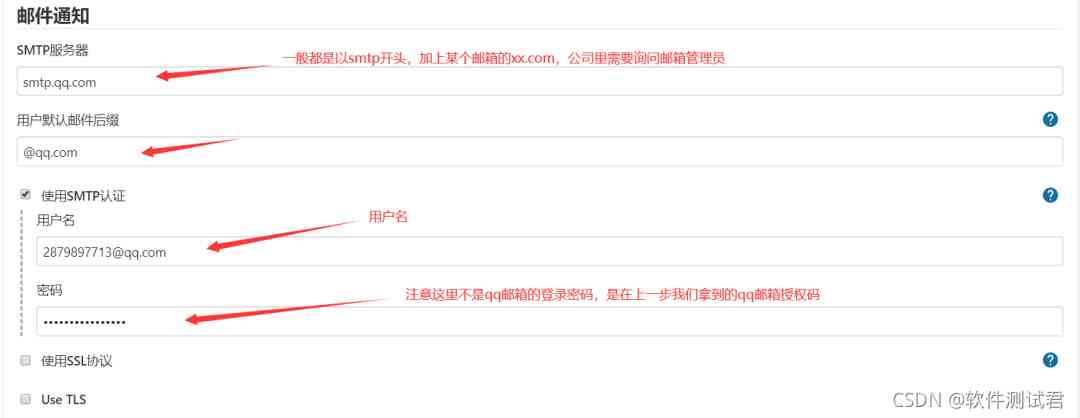 邮件通知
SMTP服务器
一般都是以smtp开头，加上某个邮箱的xx.com，公司里需要询问邮箱管理员
smtp.qq.com
用户默认邮件后缀
?
@qq.com
使用SMTP认证
?
用户名
用户名
2879897713@qq.com
密码
注意这里不是qq邮箱的登录密码，是在上一步我们拿到的qq邮箱授权码
••••••••••••••••
使用SSL协议
?
Use TLS
CSDN @软件测试君